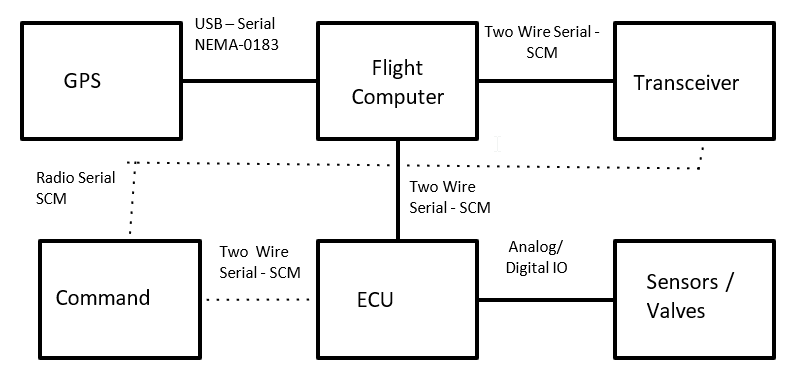 USB – Serial
NEMA-0183
Two Wire Serial -
SCM
GPS
Flight
Computer
Transceiver
Radio Serial
SCM
Two Wire
Serial - SCM
Two Wire
Serial - SCM
Analog/
Digital IO
Command
ECU
Sensors /
Valves